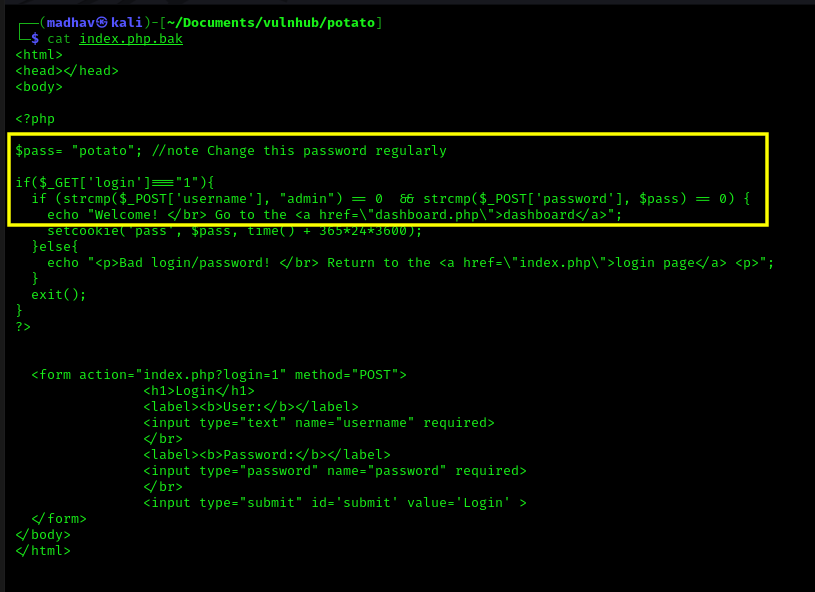 ┌──(madhav㉿kali)-[~/Documents/vulnhub/potato]
└─$ cat index.php.bak
<html>
<head></head>
<body>

<?php

$pass= "potato"; //note Change this password regularly

if($_GET['login']==="1"){
  if (strcmp($_POST['username'], "admin") == 0  && strcmp($_POST['password'], $pass) == 0) {
    echo "Welcome! </br> Go to the <a href=\"dashboard.php\">dashboard</a>";
    setcookie('pass', $pass, time() + 365*24*3600);
  }else{
    echo "<p>Bad login/password! </br> Return to the <a href=\"index.php\">login page</a> <p>";
  }
  exit();
}
?>


  <form action="index.php?login=1" method="POST">
                <h1>Login</h1>
                <label><b>User:</b></label>
                <input type="text" name="username" required>
                </br>
                <label><b>Password:</b></label>
                <input type="password" name="password" required>
                </br>
                <input type="submit" id='submit' value='Login' >
  </form>
</body>
</html>